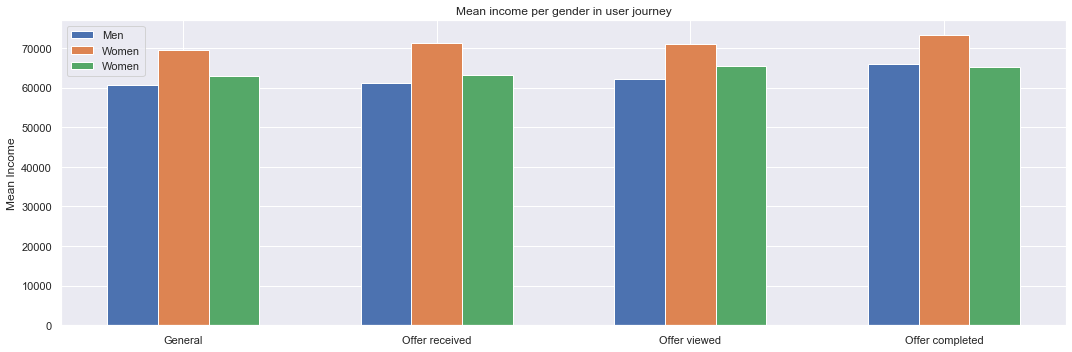 Mean income per gender in user journey
Men
Women
Women
Mean Income
70000
60000
50000
40000
30000
20000
10000
0
General
Offer received
Offer viewed
Offer completed